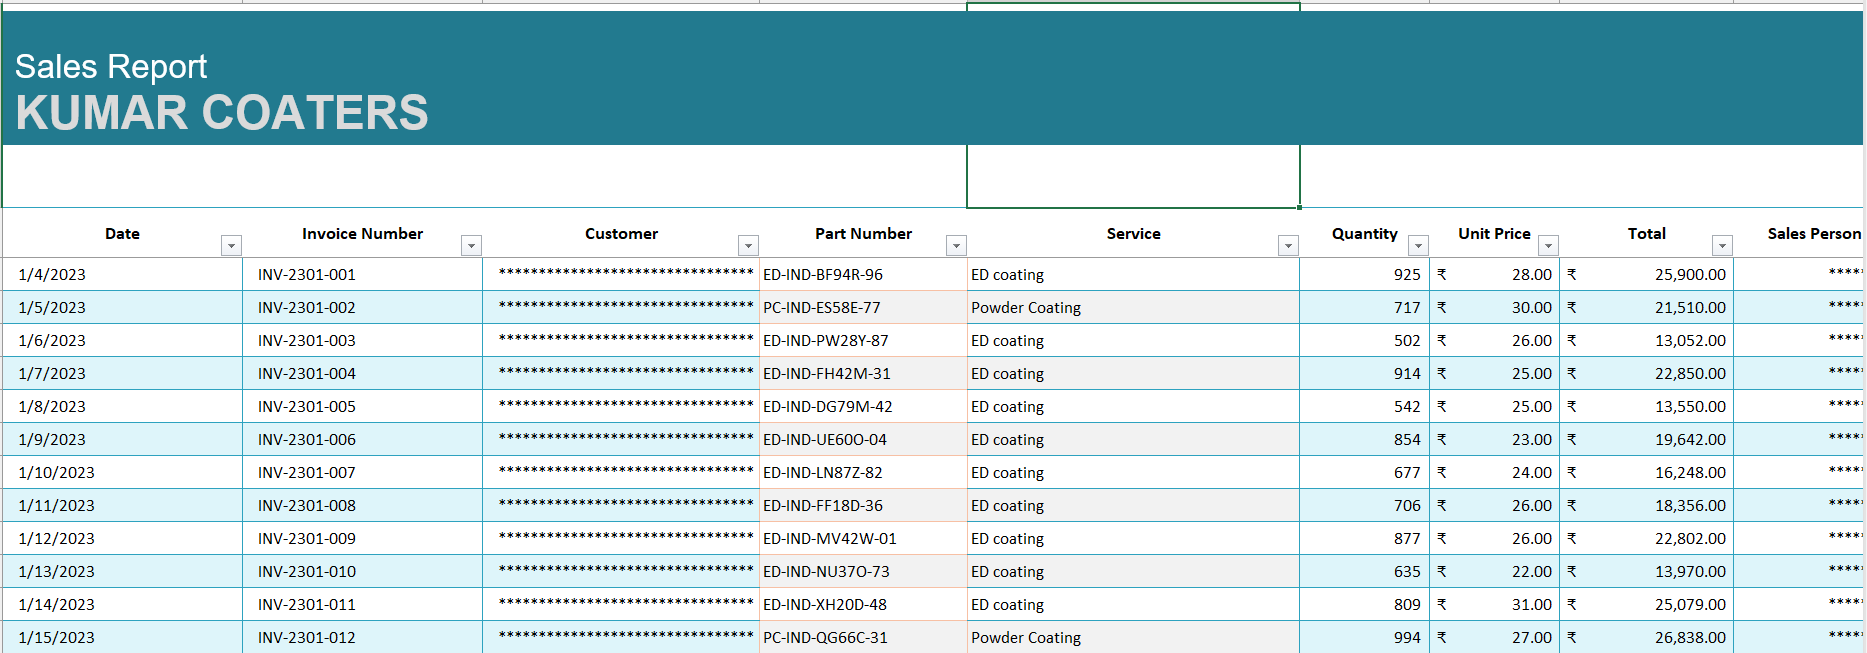 Sales Report
KUMAR COATERS
Date Invoice Number Customer Part Number Service Quantity Unit Price Total Sales Person
1/4/2023 INV-2301-001 ******************************** ED-IND-BF94R-96 ED coating 925 ₹ 28.00 ₹ 25,900.00 ****
1/5/2023 INV-2301-002 ******************************** PC-IND-ES58E-77 Powder Coating 717 ₹ 30.00 ₹ 21,510.00 ****
1/6/2023 INV-2301-003 ******************************** ED-IND-PW28Y-87 ED coating 502 ₹ 26.00 ₹ 13,052.00 ****
1/7/2023 INV-2301-004 ******************************** ED-IND-FH42M-31 ED coating 914 ₹ 25.00 ₹ 22,850.00 ****
1/8/2023 INV-2301-005 ******************************** ED-IND-DG79M-42 ED coating 542 ₹ 25.00 ₹ 13,550.00 ****
1/9/2023 INV-2301-006 ******************************** ED-IND-UE60O-04 ED coating 854 ₹ 23.00 ₹ 19,642.00 ****
1/10/2023 INV-2301-007 ******************************** ED-IND-LN87Z-82 ED coating 677 ₹ 24.00 ₹ 16,248.00 ****
1/11/2023 INV-2301-008 ******************************** ED-IND-FF18D-36 ED coating 706 ₹ 26.00 ₹ 18,356.00 ****
1/12/2023 INV-2301-009 ******************************** ED-IND-MV42W-01 ED coating 877 ₹ 26.00 ₹ 22,802.00 ****
1/13/2023 INV-2301-010 ******************************** ED-IND-NU37O-73 ED coating 635 ₹ 22.00 ₹ 13,970.00 ****
1/14/2023 INV-2301-011 ******************************** ED-IND-XH20D-48 ED coating 809 ₹ 31.00 ₹ 25,079.00 ****
1/15/2023 INV-2301-012 ******************************** PC-IND-QG66C-31 Powder Coating 994 ₹ 27.00 ₹ 26,838.00 ****